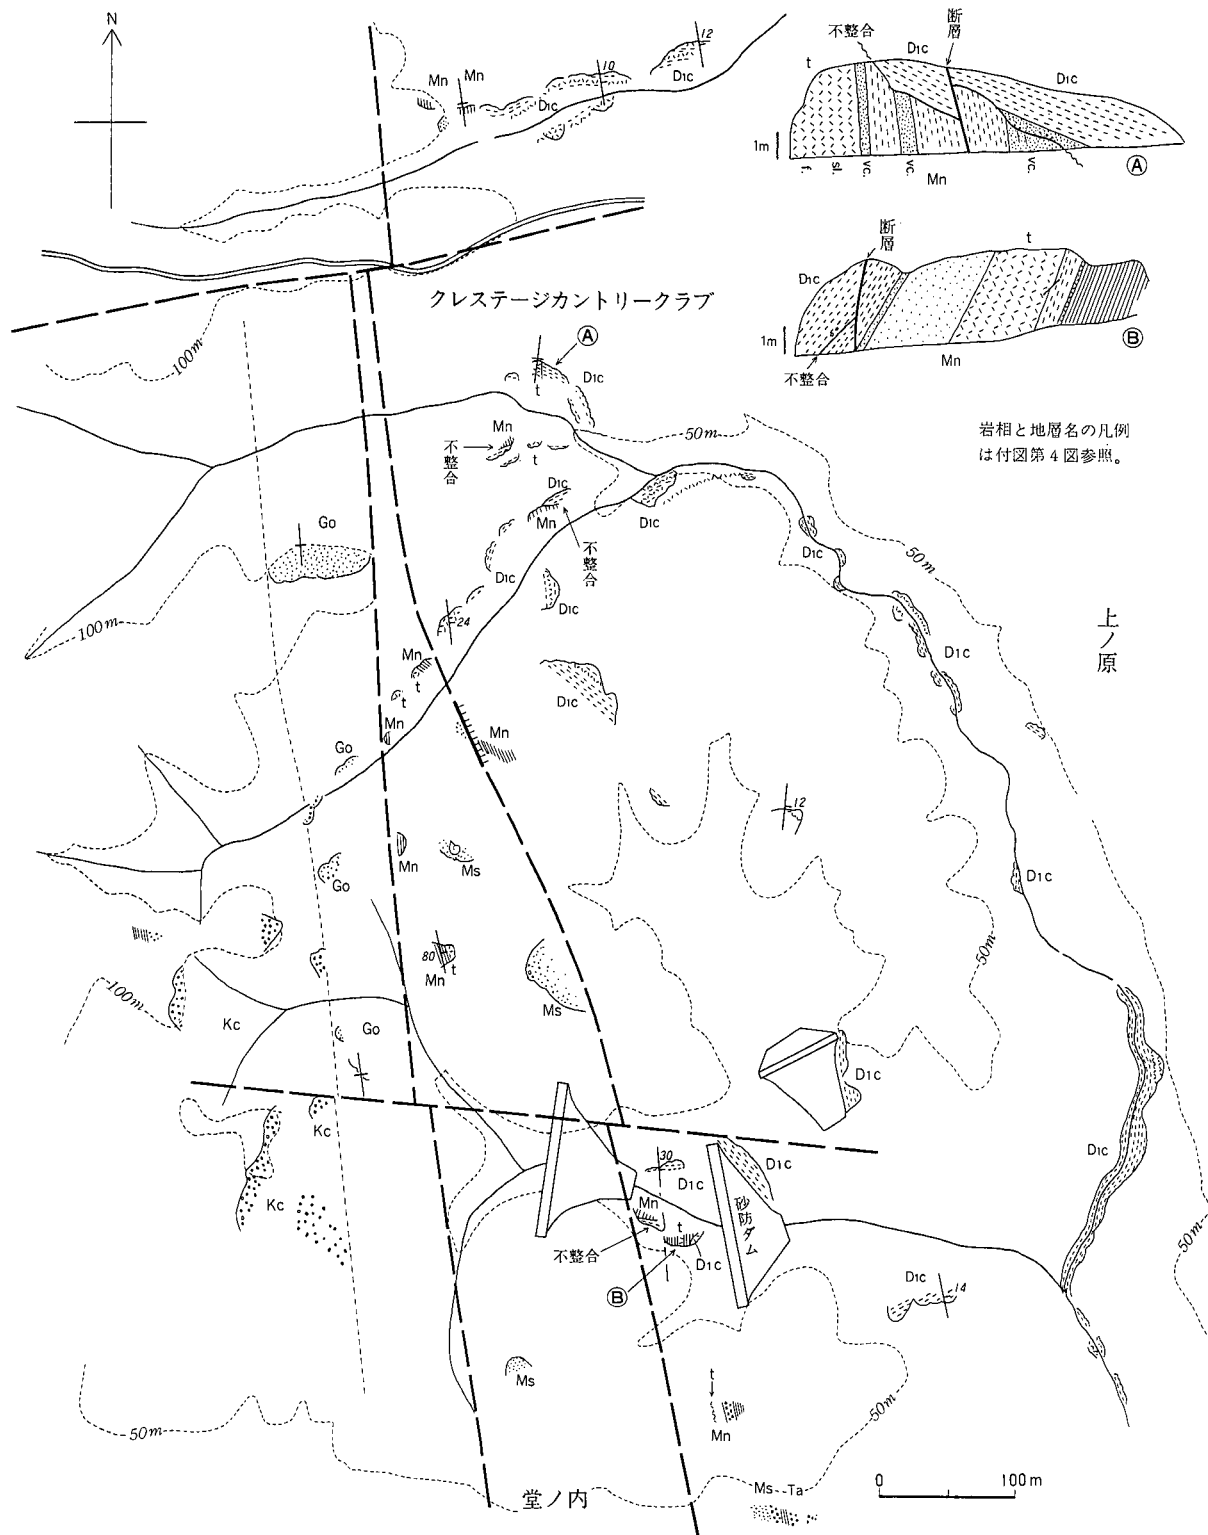 N
不整合
断層
D1c
t
D1c
1m
f.
sl.
vc.
vc.
Mn
vc.
Ⓐ
断層
D1c
t
1m
Mn
不整合
Ⓑ
岩相と地層名の凡例
は付図第4図参照。
12
D1c
10
Mn
Mn
D1c
クレステージカントリークラブ
100m
Ⓐ
D1c
t
Mn
50m
不整合
t
D1c
Mn
D1c
不整合
Go
D1c
50m
D1c
100m
24
上ノ原
D1c
Mn
t
t
D1c
Mn
Mn
Go
12
Mn
Ms
Go
D1c
80
Mn
t
50m
Ms
100m
Kc
Go
D1c
Kc
D1c
30
D1c
Kc
Mn
砂防ダム
t
不整合
D1c
Ⓑ
50m
D1c
14
Ms
t
50m
Mn
50m
0 100m
堂ノ内
Ms Ta